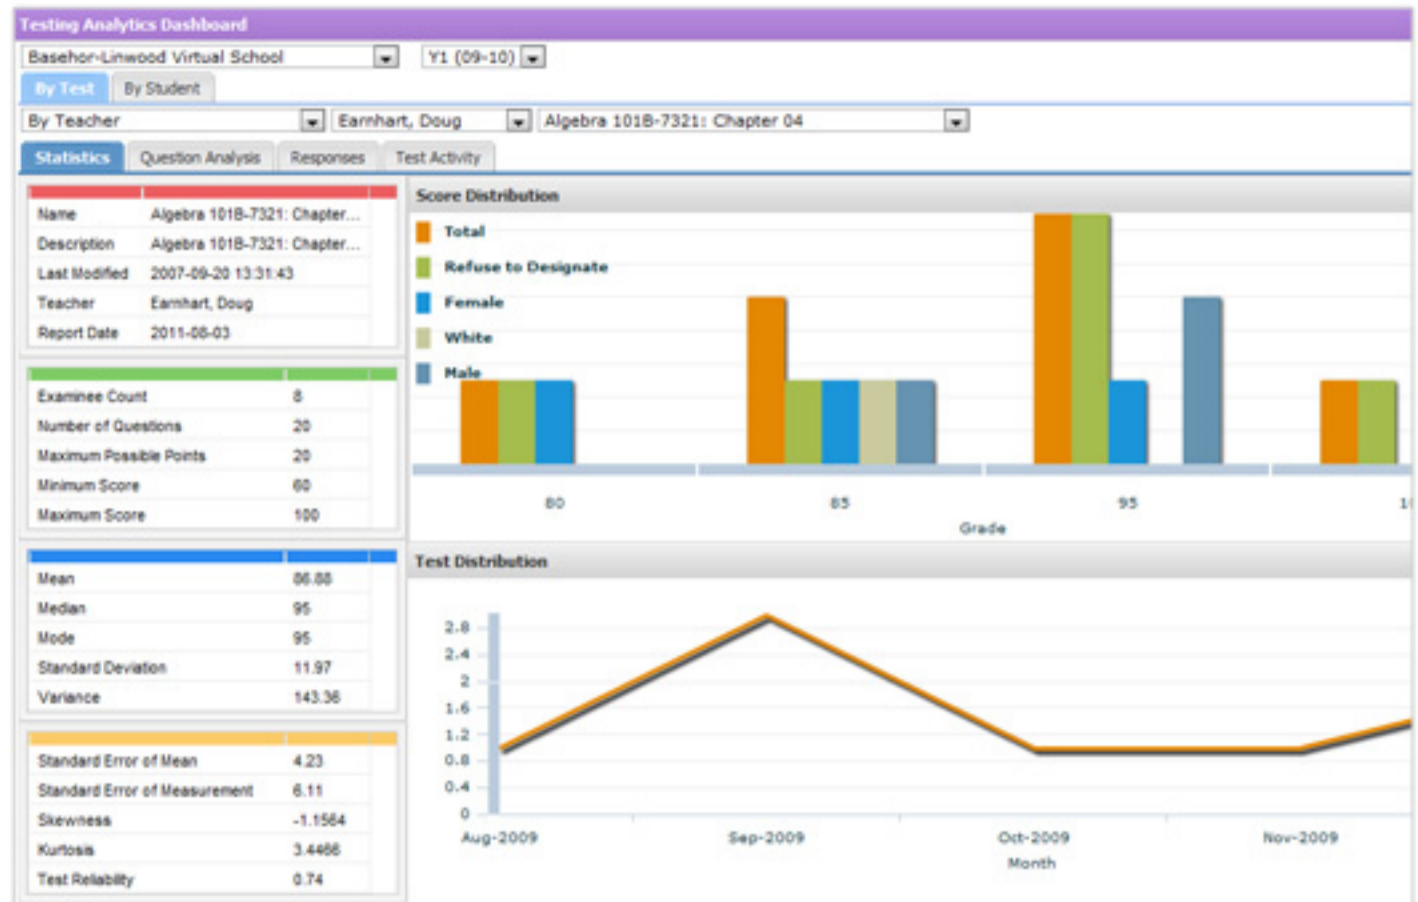 Testing Analytics Dashboard
Basehor-Linwood Virtual School Y1 (09-10)
By Test By Student
By Teacher Earnhart, Doug Algebra 101B-7321: Chapter 04
Statistics Question Analysis Responses Test Activity
Name Algebra 101B-7321: Chapter...
Description Algebra 101B-7321: Chapter...
Last Modified 2007-09-20 13:31:43
Teacher Earnhart, Doug
Report Date 2011-08-03
Examinee Count 8
Number of Questions 20
Maximum Possible Points 20
Minimum Score 60
Maximum Score 100
Mean 86.88
Median 95
Mode 95
Standard Deviation 11.97
Variance 143.36
Standard Error of Mean 4.23
Standard Error of Measurement 6.11
Skewness -1.1564
Kurtosis 3.4466
Test Reliability 0.74
Score Distribution
Total
Refuse to Designate
Female
White
Male
80 85 95
Grade
Test Distribution
2.8
2.4
2
1.6
1.2
0.8
0.4
0
Aug-2009 Sep-2009 Oct-2009 Nov-2009
Month